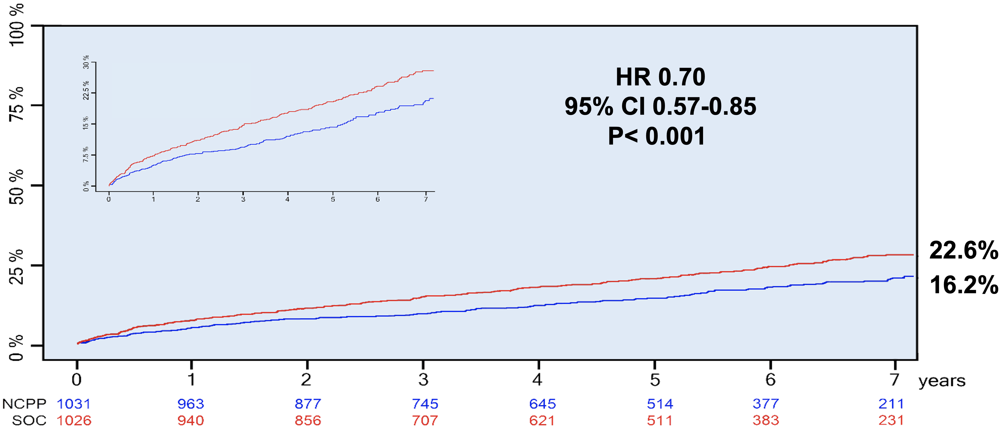 100 %
75 %
50 %
25 %
0 %
30 %
22.5 %
15 %
7.5 %
0 %
0 1 2 3 4 5 6 7
HR 0.70
95% CI 0.57-0.85
P< 0.001
22.6%
16.2%
0 1 2 3 4 5 6 7 years
NCPP 1031 963 877 745 645 514 377 211
SOC 1026 940 856 707 621 511 383 231